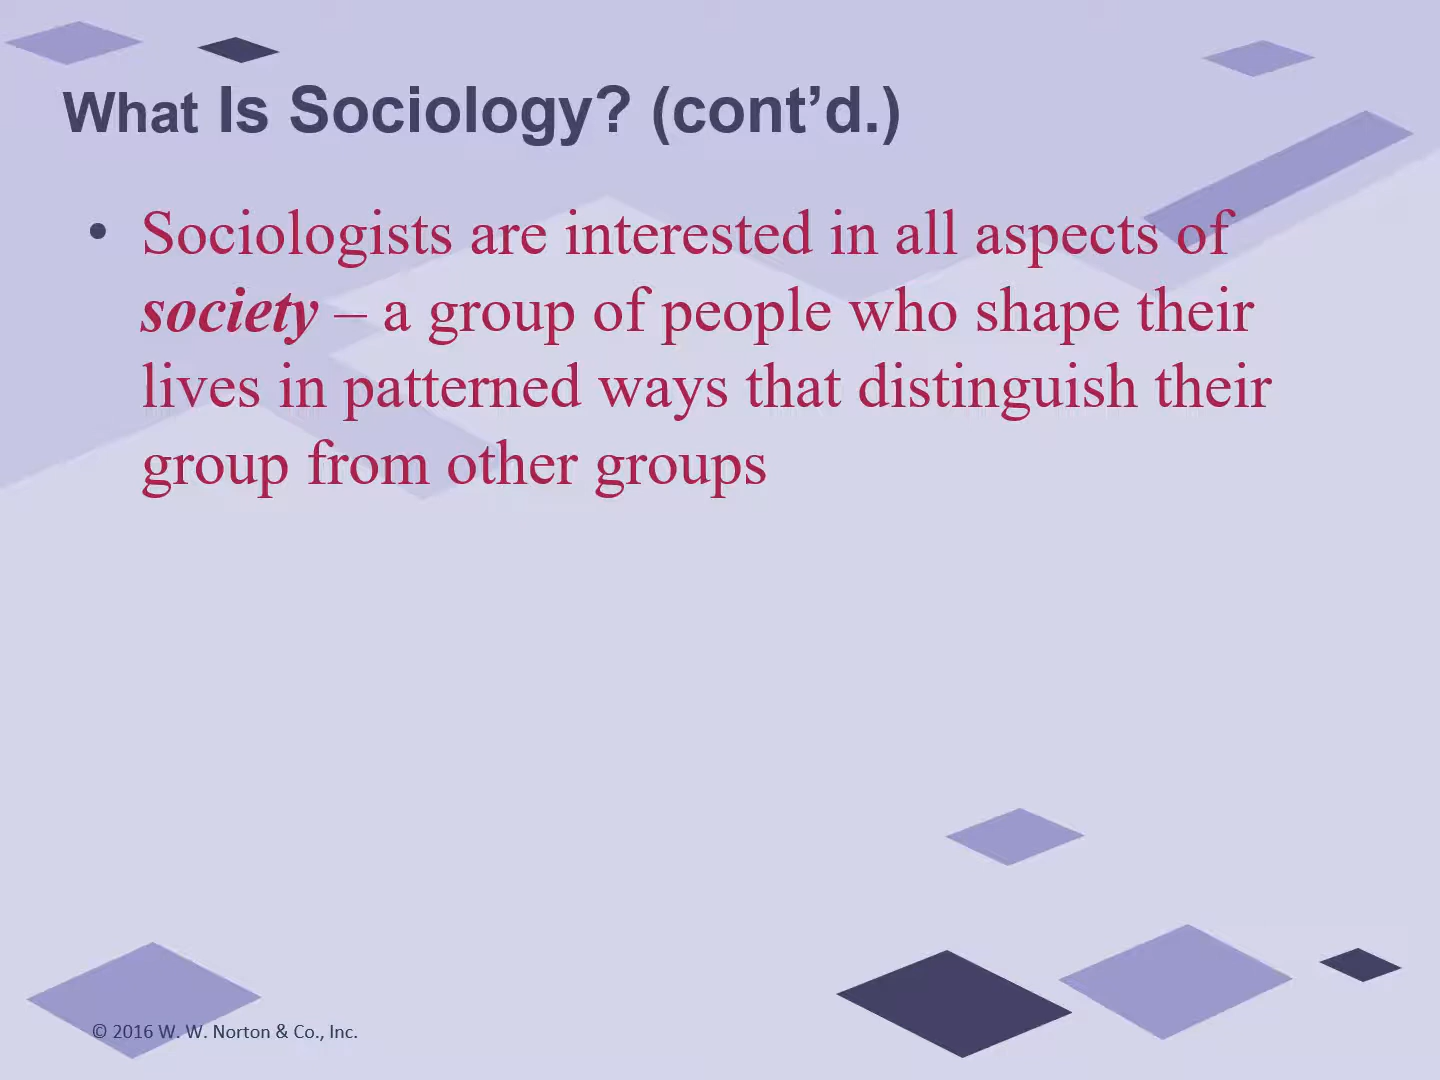 What Is Sociology? (cont’d.)
• Sociologists are interested in all aspects of
society – a group of people who shape their
lives in patterned ways that distinguish their
group from other groups
© 2016 W. W. Norton & Co., Inc.